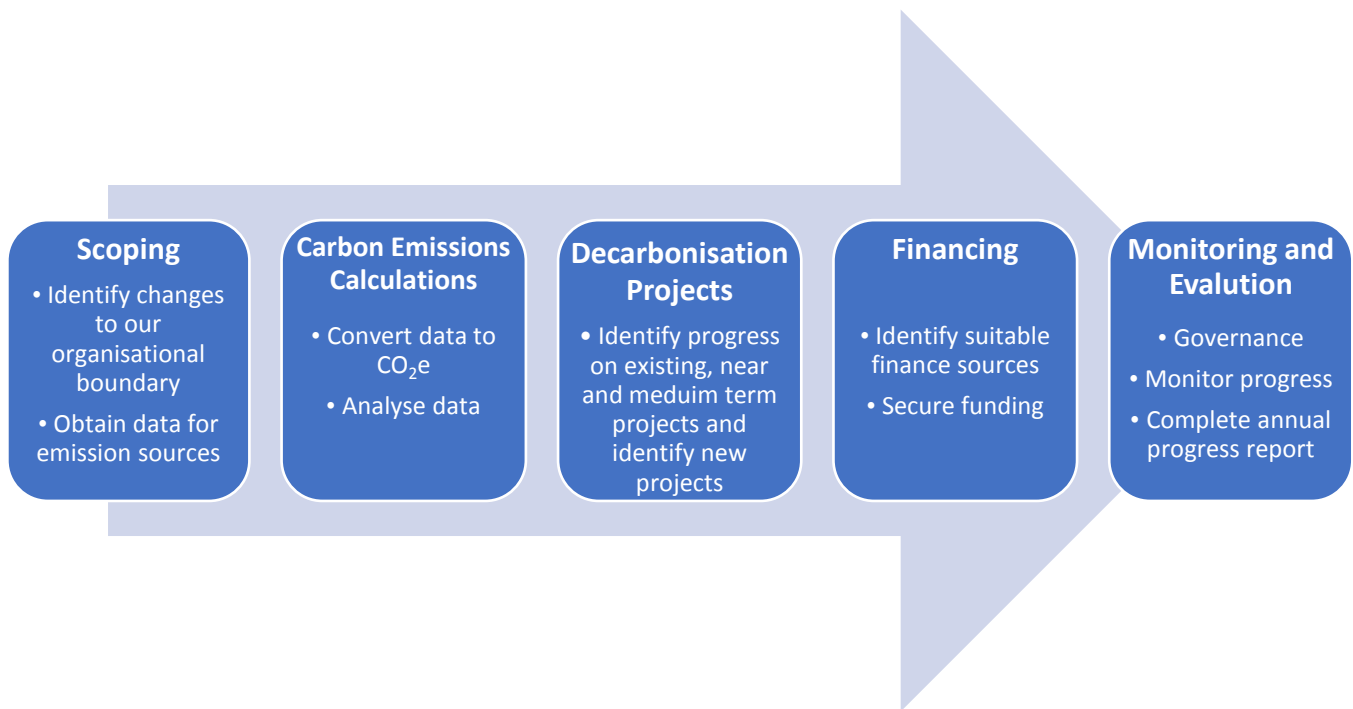 Scoping
• Identify changes
to our
organisational
boundary
• Obtain data for
emission sources
Carbon Emissions
Calculations
• Convert data to
CO₂e
• Analyse data
Decarbonisation
Projects
• Identify progress
on existing, near
and meduim term
projects and
identify new
projects
Financing
• Identify suitable
finance sources
• Secure funding
Monitoring and
Evalution
• Governance
• Monitor progress
• Complete annual
progress report